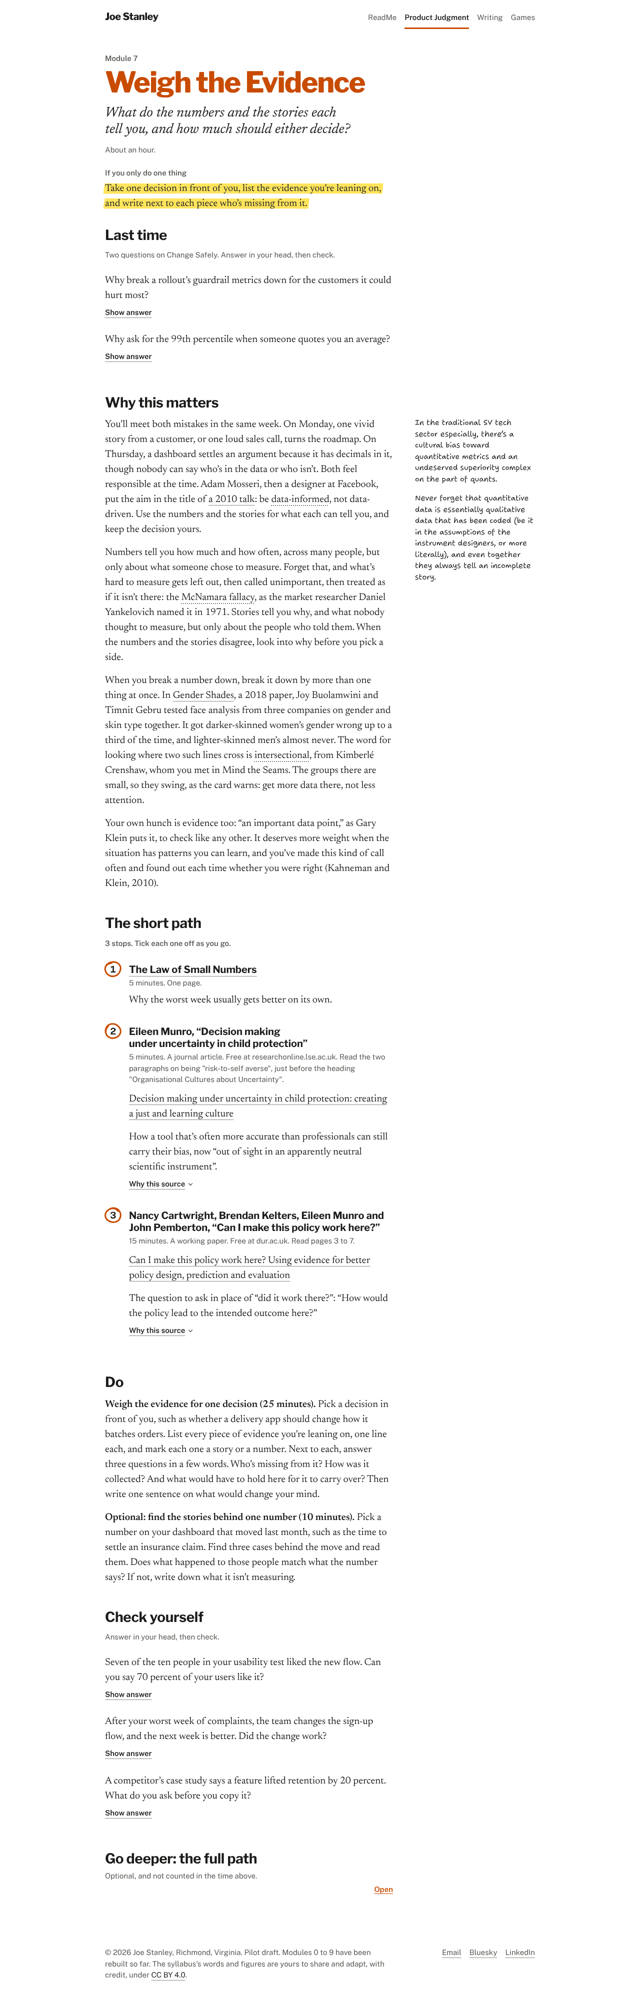 Joe Stanley
ReadMe Product Judgment Writing Games
Module 7
Weigh the Evidence
What do the numbers and the stories each
tell you, and how much should either decide?
About an hour.
If you only do one thing
Take one decision in front of you, list the evidence you’re leaning on,
and write next to each piece who’s missing from it.
Last time
Two questions on Change Safely. Answer in your head, then check.
Why break a rollout’s guardrail metrics down for the customers it could
hurt most?
Show answer
Why ask for the 99th percentile when someone quotes you an average?
Show answer
Why this matters
You’ll meet both mistakes in the same week. On Monday, one vivid
story from a customer, or one loud sales call, turns the roadmap. On
Thursday, a dashboard settles an argument because it has decimals in it,
though nobody can say who’s in the data or who isn’t. Both feel
responsible at the time. Adam Mosseri, then a designer at Facebook,
put the aim in the title of a 2010 talk: be data-informed, not data-
driven. Use the numbers and the stories for what each can tell you, and
keep the decision yours.
Numbers tell you how much and how often, across many people, but
only about what someone chose to measure. Forget that, and what’s
hard to measure gets left out, then called unimportant, then treated as
if it isn’t there: the McNamara fallacy, as the market researcher Daniel
Yankelovich named it in 1971. Stories tell you why, and what nobody
thought to measure, but only about the people who told them. When
the numbers and the stories disagree, look into why before you pick a
side.
When you break a number down, break it down by more than one
thing at once. In Gender Shades, a 2018 paper, Joy Buolamwini and
Timnit Gebru tested face analysis from three companies on gender and
skin type together. It got darker-skinned women’s gender wrong up to a
third of the time, and lighter-skinned men’s almost never. The word for
looking where two such lines cross is intersectional, from Kimberlé
Crenshaw, whom you met in Mind the Seams. The groups there are
small, so they swing, as the card warns: get more data there, not less
attention.
Your own hunch is evidence too: “an important data point,” as Gary
Klein puts it, to check like any other. It deserves more weight when the
situation has patterns you can learn, and you’ve made this kind of call
often and found out each time whether you were right (Kahneman and
Klein, 2010).
In the traditional SV tech
sector especially, there’s a
cultural bias toward
quantitative metrics and an
undeserved superiority complex
on the part of quants.
Never forget that quantitative
data is essentially qualitative
data that has been coded (be it
in the assumptions of the
instrument designers, or more
literally), and even together
they always tell an incomplete
story.
The short path
3 stops. Tick each one off as you go.
1
The Law of Small Numbers
5 minutes. One page.
Why the worst week usually gets better on its own.
2
Eileen Munro, “Decision making
under uncertainty in child protection”
5 minutes. A journal article. Free at researchonline.lse.ac.uk. Read the two
paragraphs on being "risk-to-self averse", just before the heading
"Organisational Cultures about Uncertainty".
Decision making under uncertainty in child protection: creating
a just and learning culture
How a tool that’s often more accurate than professionals can still
carry their bias, now “out of sight in an apparently neutral
scientific instrument”.
Why this source
3
Nancy Cartwright, Brendan Kelters, Eileen Munro and
John Pemberton, “Can I make this policy work here?”
15 minutes. A working paper. Free at dur.ac.uk. Read pages 3 to 7.
Can I make this policy work here? Using evidence for better
policy design, prediction and evaluation
The question to ask in place of “did it work there?”: “How would
the policy lead to the intended outcome here?”
Why this source
Do
Weigh the evidence for one decision (25 minutes). Pick a decision in
front of you, such as whether a delivery app should change how it
batches orders. List every piece of evidence you’re leaning on, one line
each, and mark each one a story or a number. Next to each, answer
three questions in a few words. Who’s missing from it? How was it
collected? And what would have to hold here for it to carry over? Then
write one sentence on what would change your mind.
Optional: find the stories behind one number (10 minutes). Pick a
number on your dashboard that moved last month, such as the time to
settle an insurance claim. Find three cases behind the move and read
them. Does what happened to those people match what the number
says? If not, write down what it isn’t measuring.
Check yourself
Answer in your head, then check.
Seven of the ten people in your usability test liked the new flow. Can
you say 70 percent of your users like it?
Show answer
After your worst week of complaints, the team changes the sign-up
flow, and the next week is better. Did the change work?
Show answer
A competitor’s case study says a feature lifted retention by 20 percent.
What do you ask before you copy it?
Show answer
Go deeper: the full path
Optional, and not counted in the time above.
Open
© 2026 Joe Stanley, Richmond, Virginia. Pilot draft. Modules 0 to 9 have been
rebuilt so far. The syllabus’s words and figures are yours to share and adapt, with
credit, under CC BY 4.0.
Email Bluesky LinkedIn